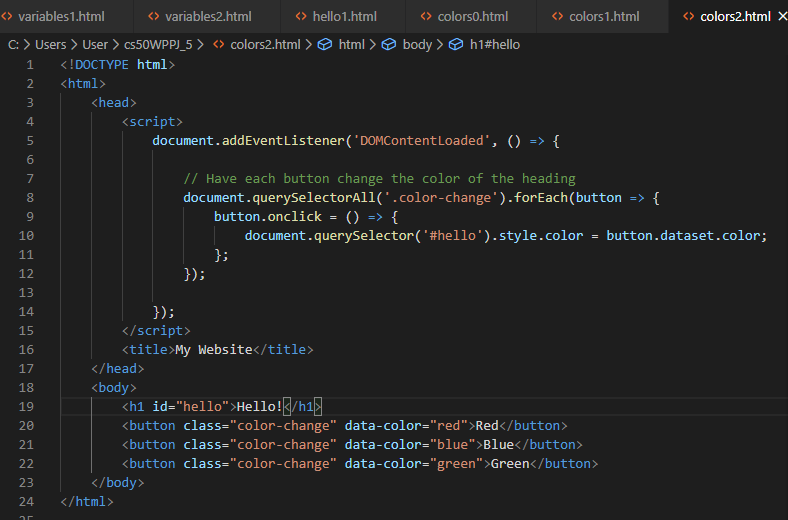 variables1.html variables2.html hello1.html colors0.html colors1.html colors2.html
C: > Users > User > cs50WPPJ_5 > colors2.html > html > body > h1#hello
1 <!DOCTYPE html>
2 <html>
3 <head>
4 <script>
5 document.addEventListener('DOMContentLoaded', () => {
6
7 // Have each button change the color of the heading
8 document.querySelectorAll('.color-change').forEach(button => {
9 button.onclick = () => {
10 document.querySelector('#hello').style.color = button.dataset.color;
11 };
12 });
13
14 });
15 </script>
16 <title>My Website</title>
17 </head>
18 <body>
19 <h1 id="hello">Hello!</h1>
20 <button class="color-change" data-color="red">Red</button>
21 <button class="color-change" data-color="blue">Blue</button>
22 <button class="color-change" data-color="green">Green</button>
23 </body>
24 </html>
25